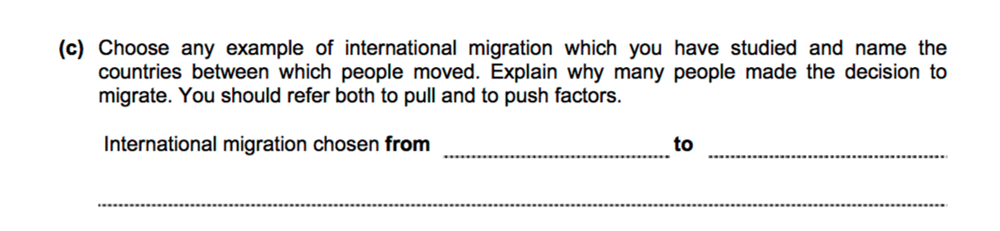 (c) Choose any example of international migration which you have studied and name the
countries between which people moved. Explain why many people made the decision to
migrate. You should refer both to pull and to push factors.
International migration chosen from to